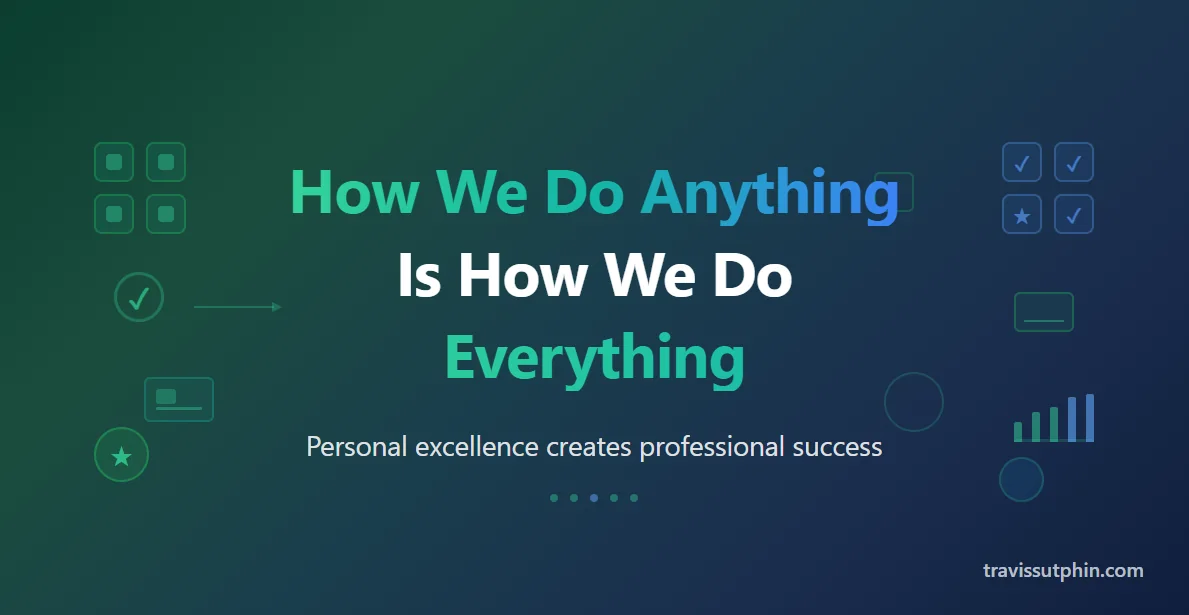 How We Do Anything
Is How We Do
Everything
Personal excellence creates professional success
travissutphin.com